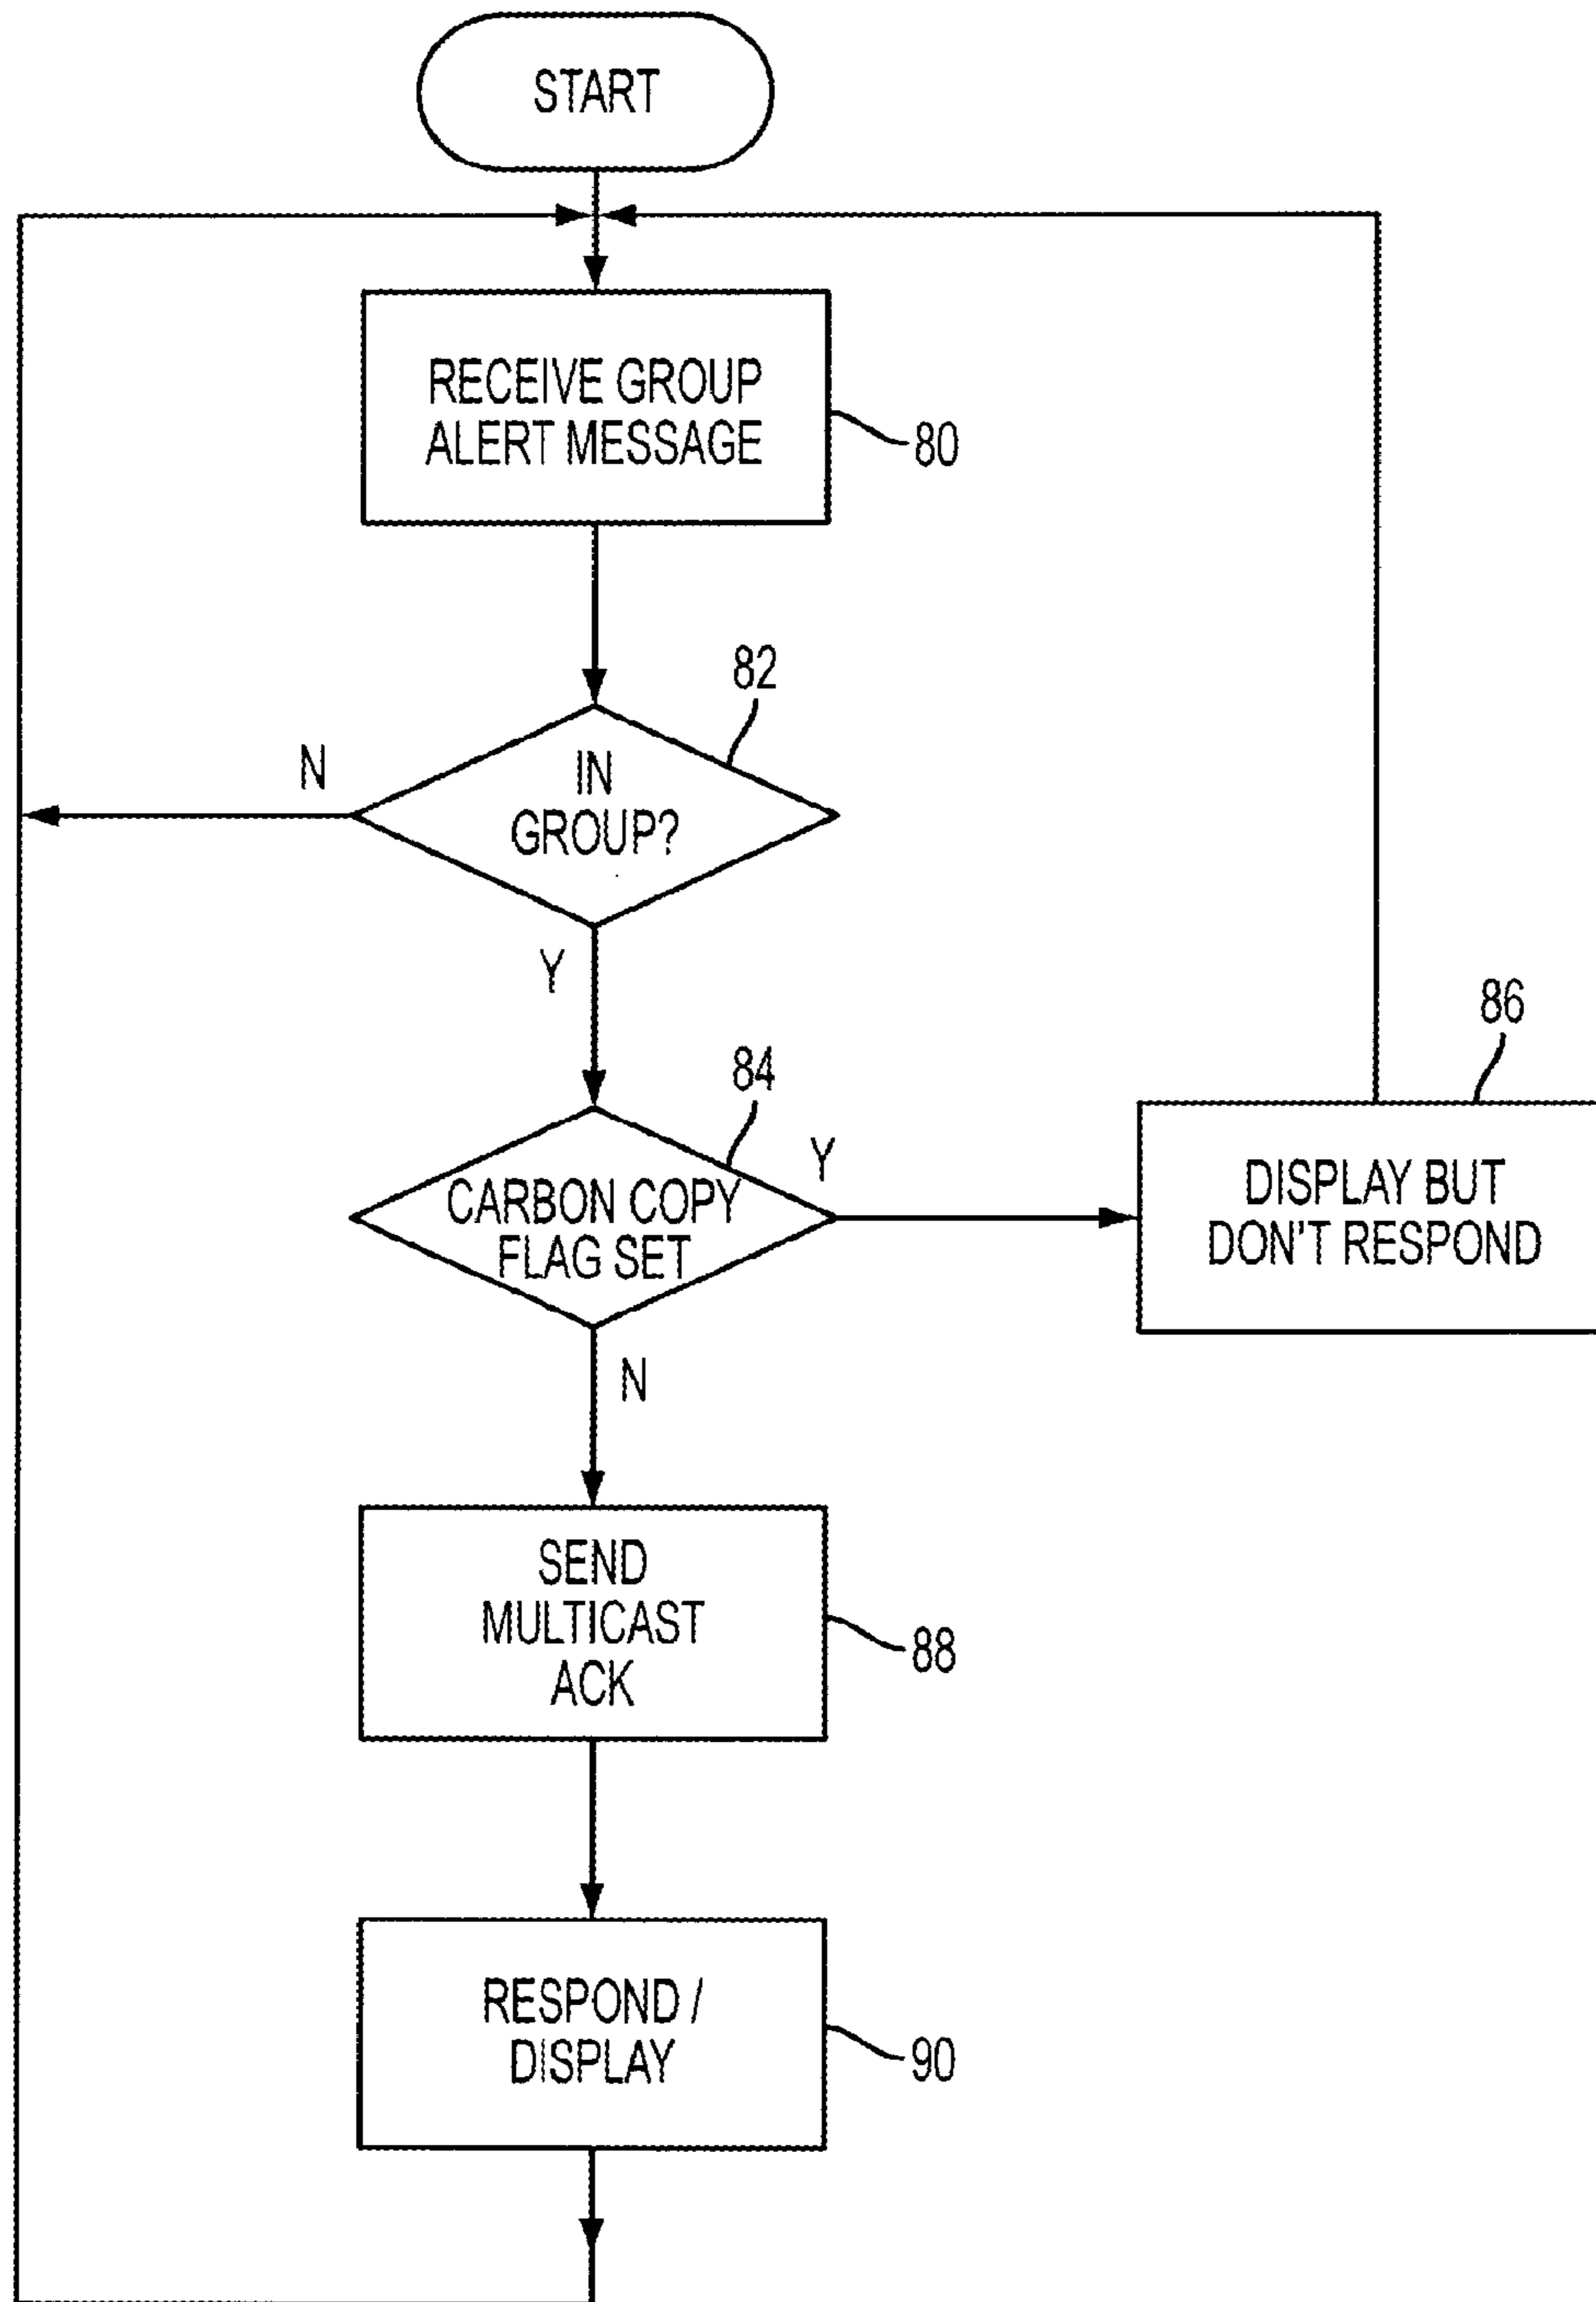 START
RECEIVE GROUP
ALERT MESSAGE
80
82
IN
GROUP?
N
Y
84
CARBON COPY
FLAG SET
Y
86
DISPLAY BUT
DON'T RESPOND
N
SEND
MULTICAST
ACK
88
RESPOND /
DISPLAY
90